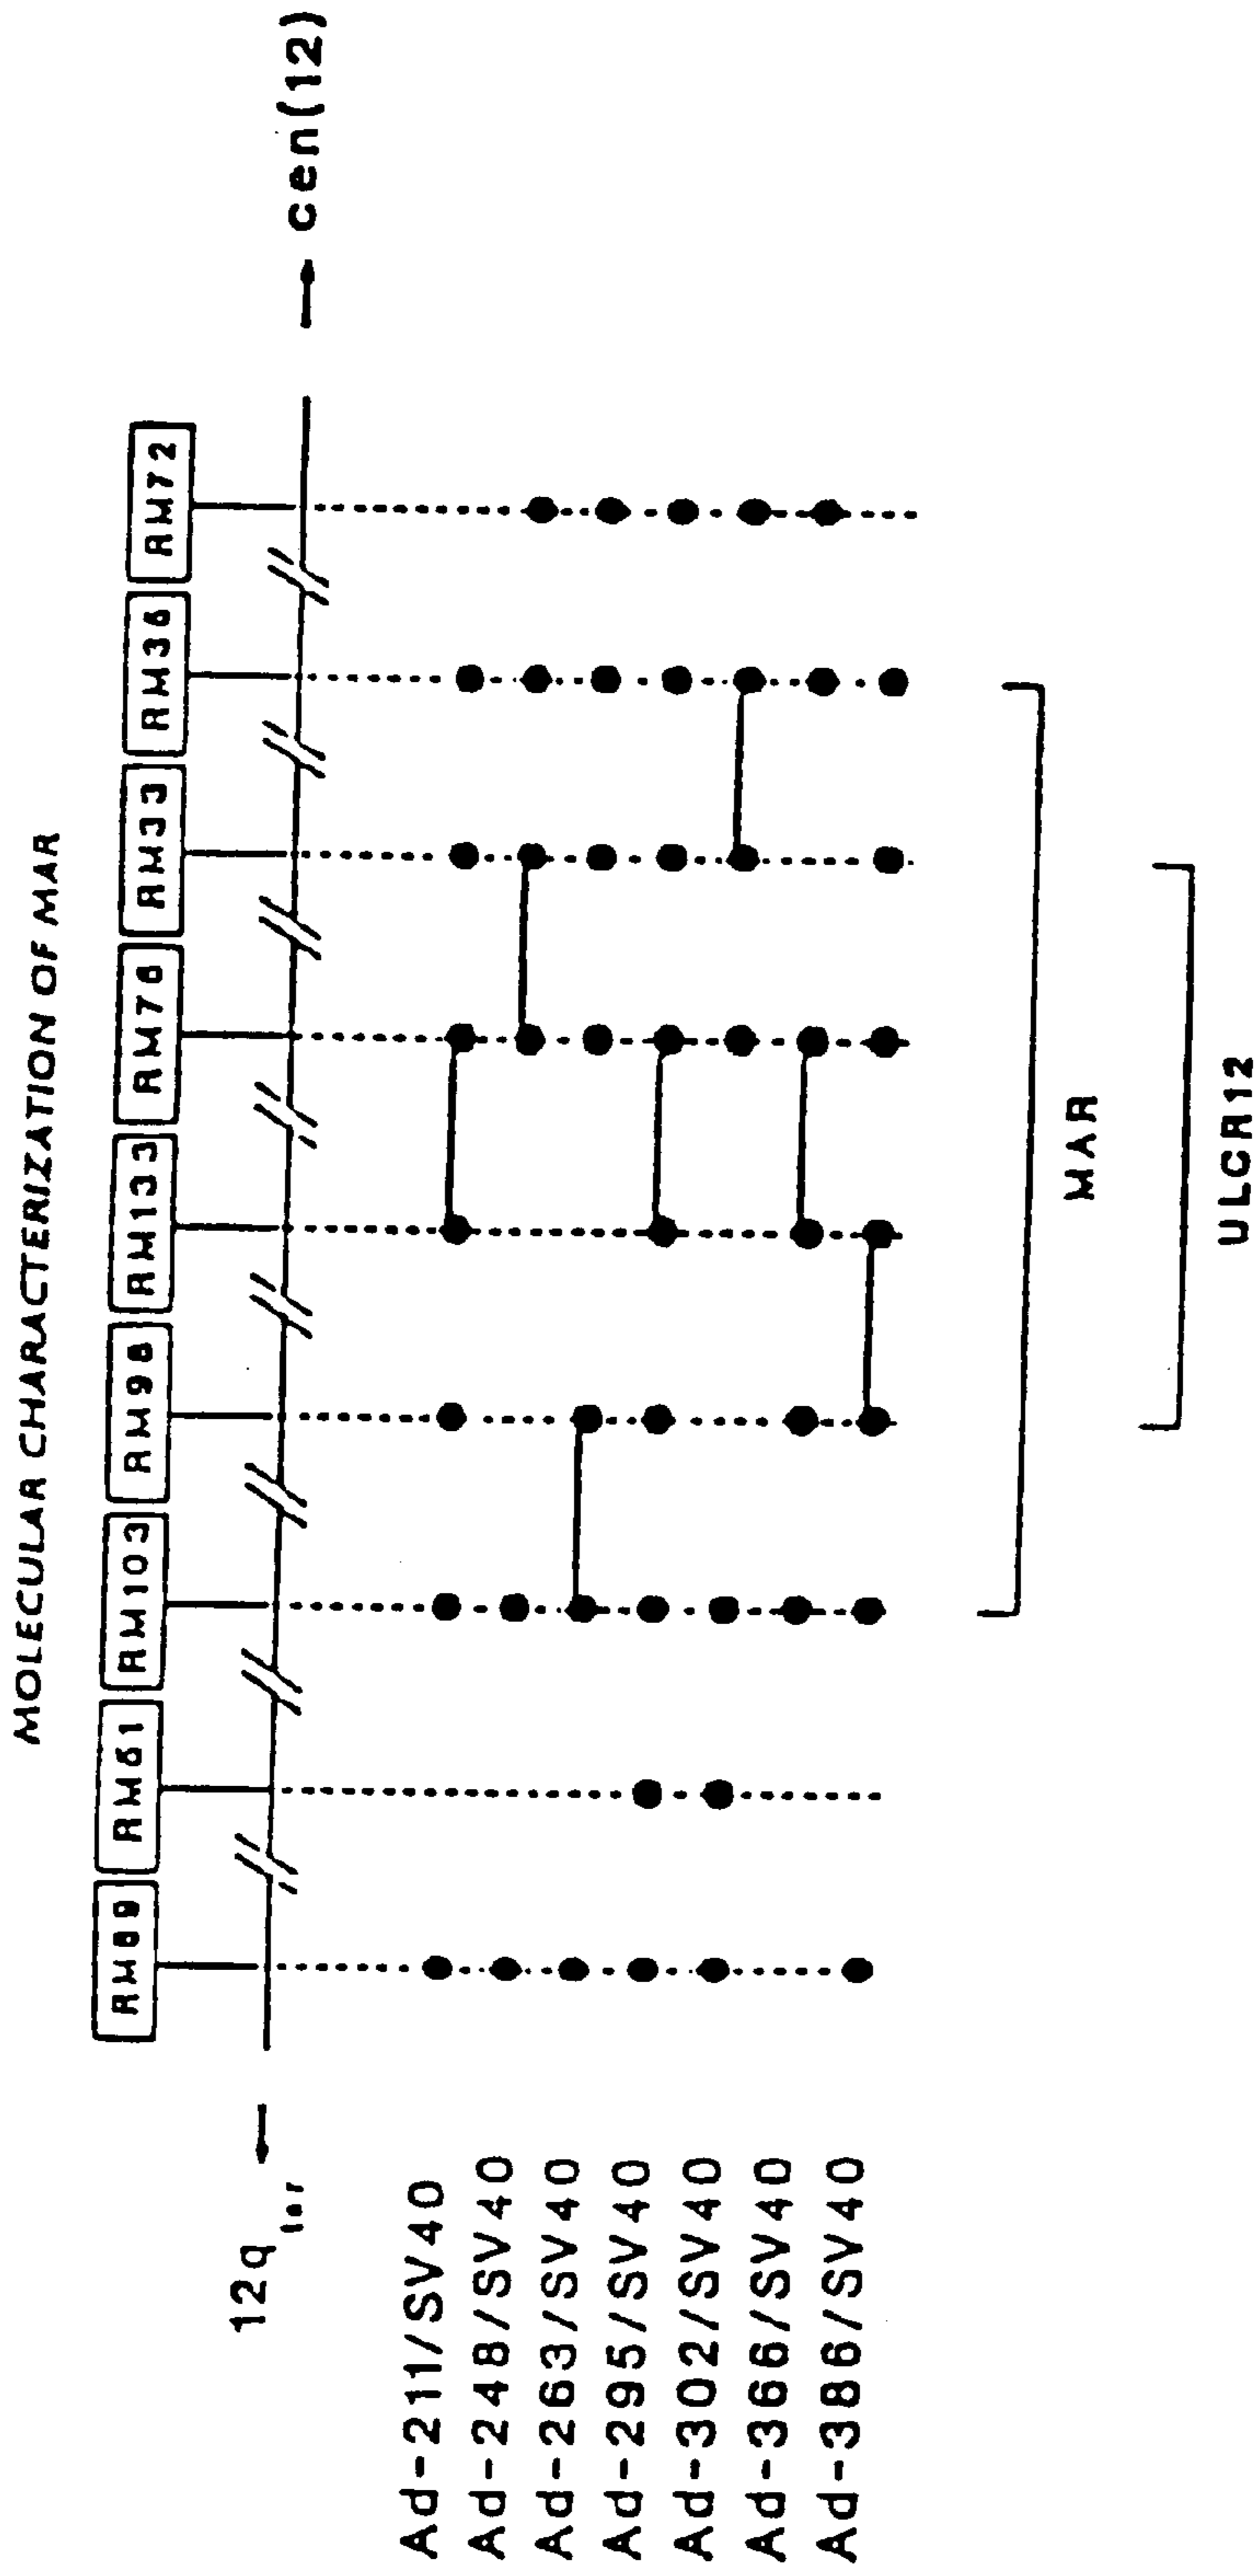 MOLECULAR CHARACTERIZATION OF MAR
RM89 RM61 RM103 RM98 RM133 RM76 RM33 RM36 RM72
12q ter
cen(12)
Ad-211/SV40
Ad-248/SV40
Ad-263/SV40
Ad-295/SV40
Ad-302/SV40
Ad-366/SV40
Ad-386/SV40
MAR
ULCR12